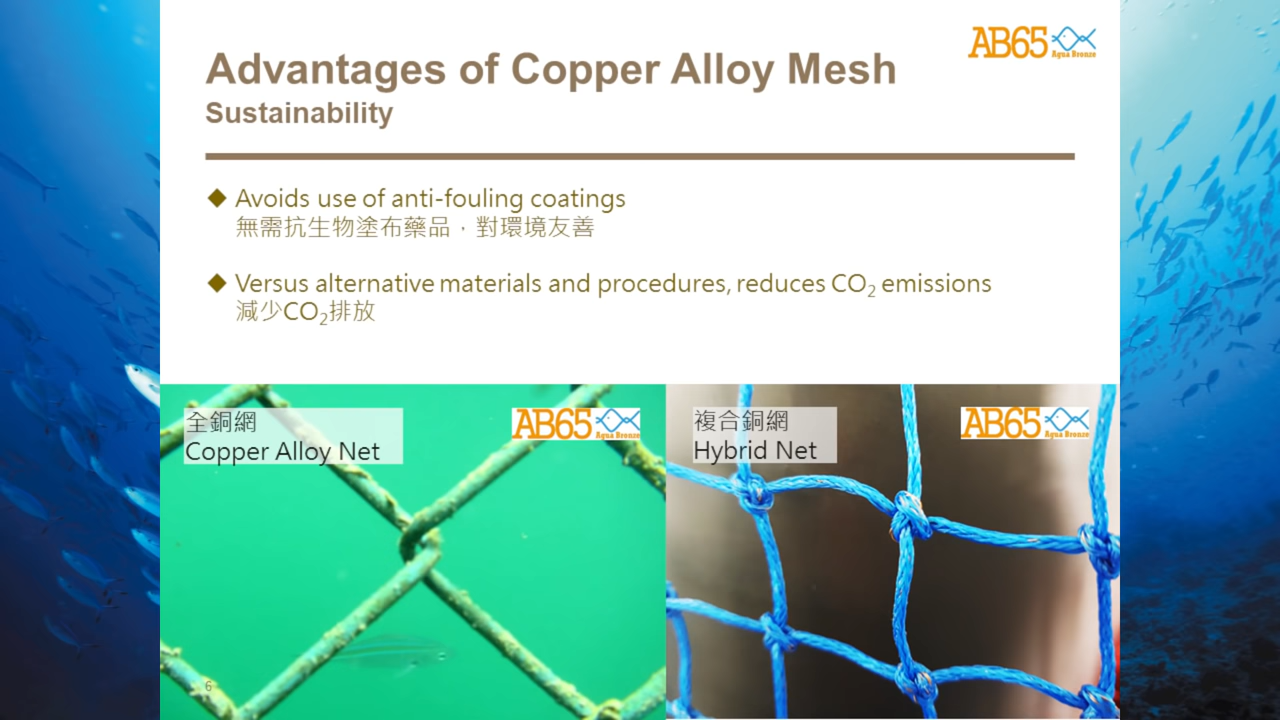 AB65
Agua Bronze
Advantages of Copper Alloy Mesh
Sustainability
◆ Avoids use of anti-fouling coatings
無需抗生物塗布藥品，對環境友善
◆ Versus alternative materials and procedures, reduces CO₂ emissions
減少CO₂排放
全銅網
Copper Alloy Net
AB65
Agua Bronze
複合銅網
Hybrid Net
AB65
Agua Bronze
6